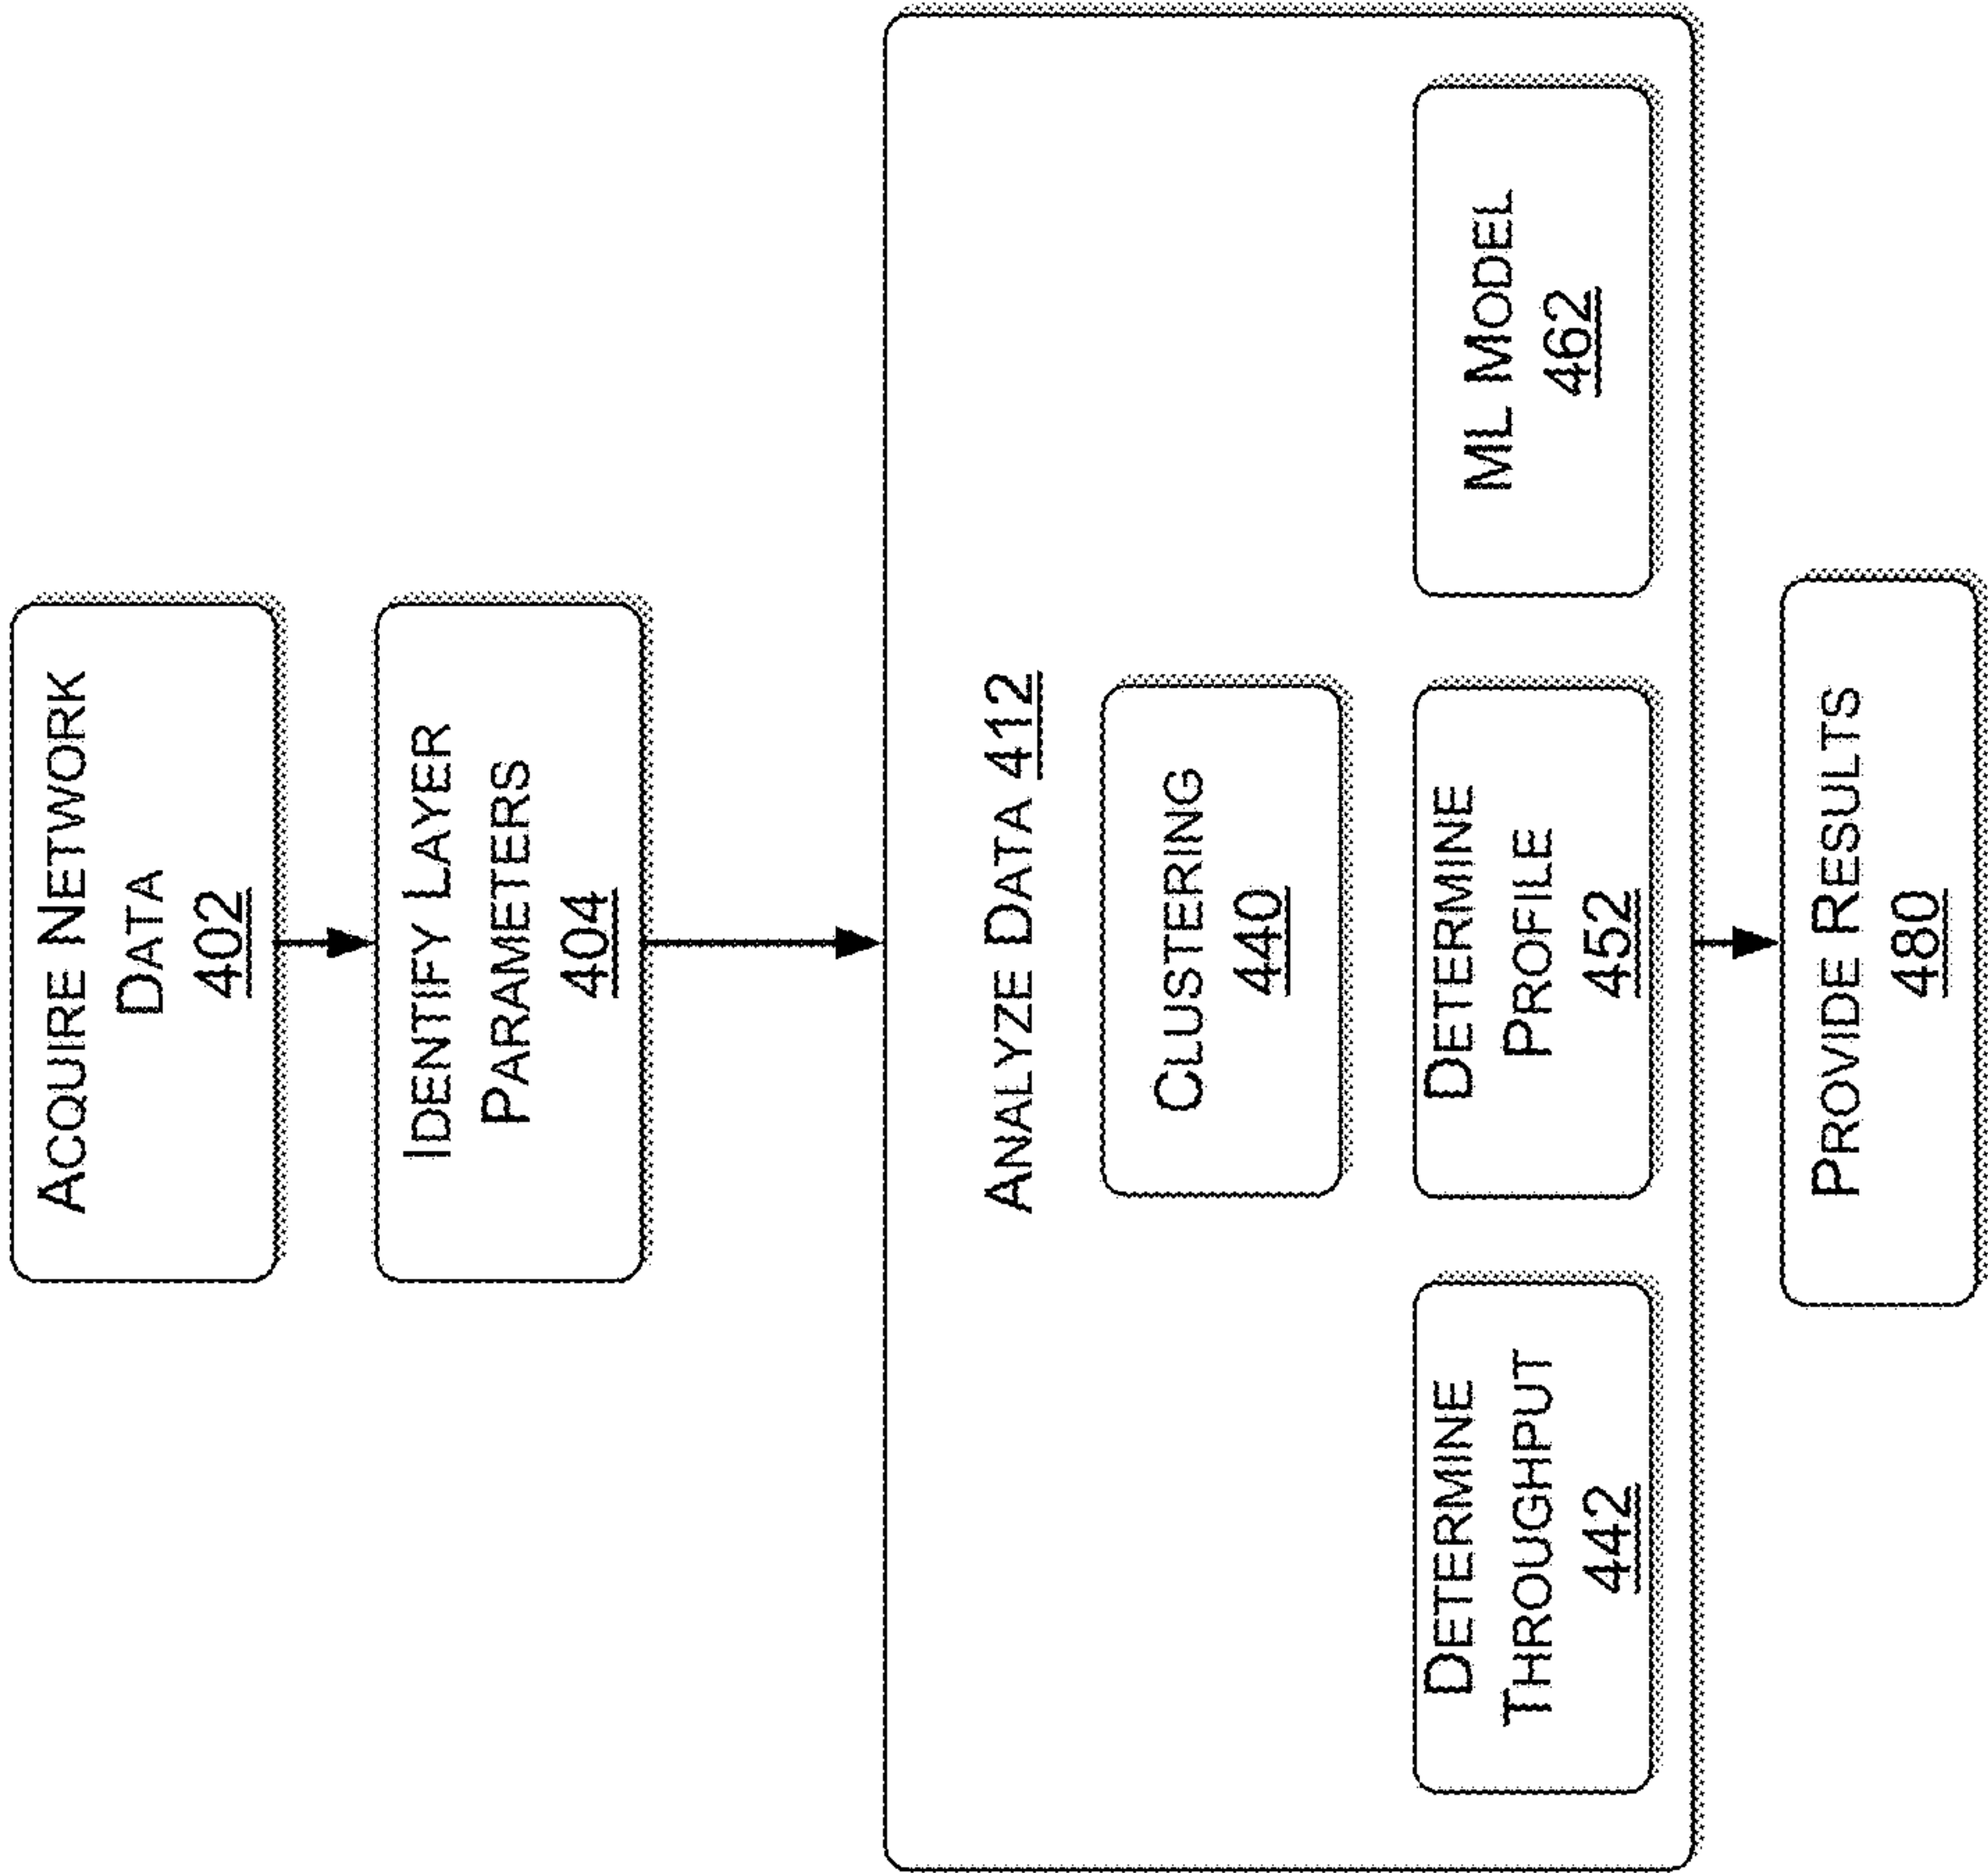 ACQUIRE NETWORK
DATA
402
IDENTIFY LAYER
PARAMETERS
404
ANALYZE DATA 412
CLUSTERING
440
DETERMINE
THROUGHPUT
442
DETERMINE
PROFILE
452
ML MODEL
462
PROVIDE RESULTS
480